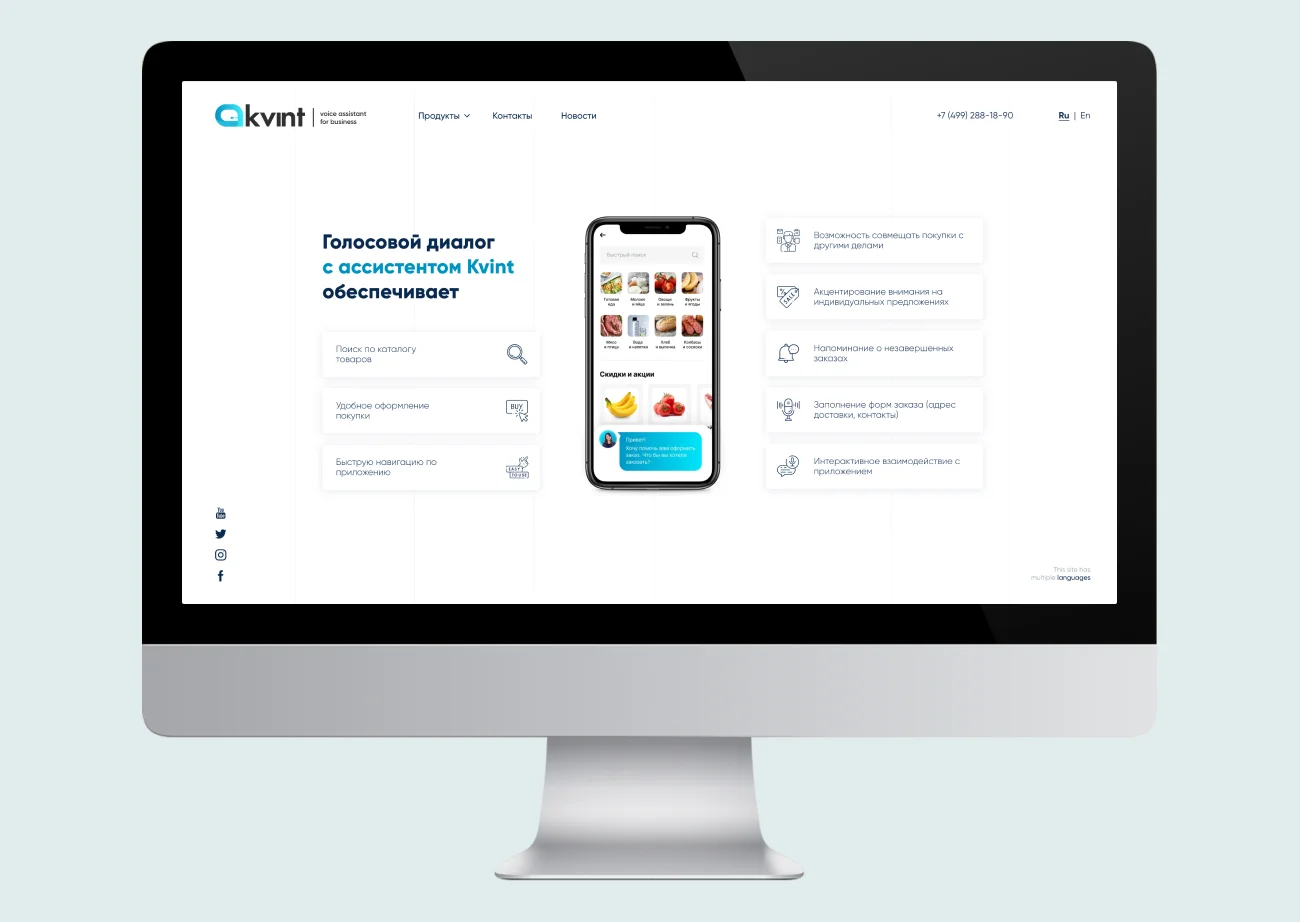 kvint
voice assistant
for business
Продукты
Контакты
Новости
+7 (499) 288-18-90
Ru | En
Голосовой диалог
с ассистентом Kvint
обеспечивает
Поиск по каталогу
товаров
Удобное оформление
покупки
BUY
Быструю навигацию по
приложению
EASY
TO USE
Быстрый поиск
Готовая
еда
Молоко
и яйца
Овощи
и зелень
Фрукты
и ягоды
Мясо
и птица
Вода
и напитки
Хлеб
и выпечка
Колбасы
и сосиски
Скидки и акции
Привет!
Хочу помочь вам оформить
заказ. Что бы вы хотели
заказать?
Возможность совмещать покупки с
другими делами
SALE
Акцентирование внимания на
индивидуальных предложениях
Напоминание о незавершенных
заказах
Заполнение форм заказа (адрес
доставки, контакты)
Интерактивное взаимодействие с
приложением
You
Tube
This site has
multiple languages